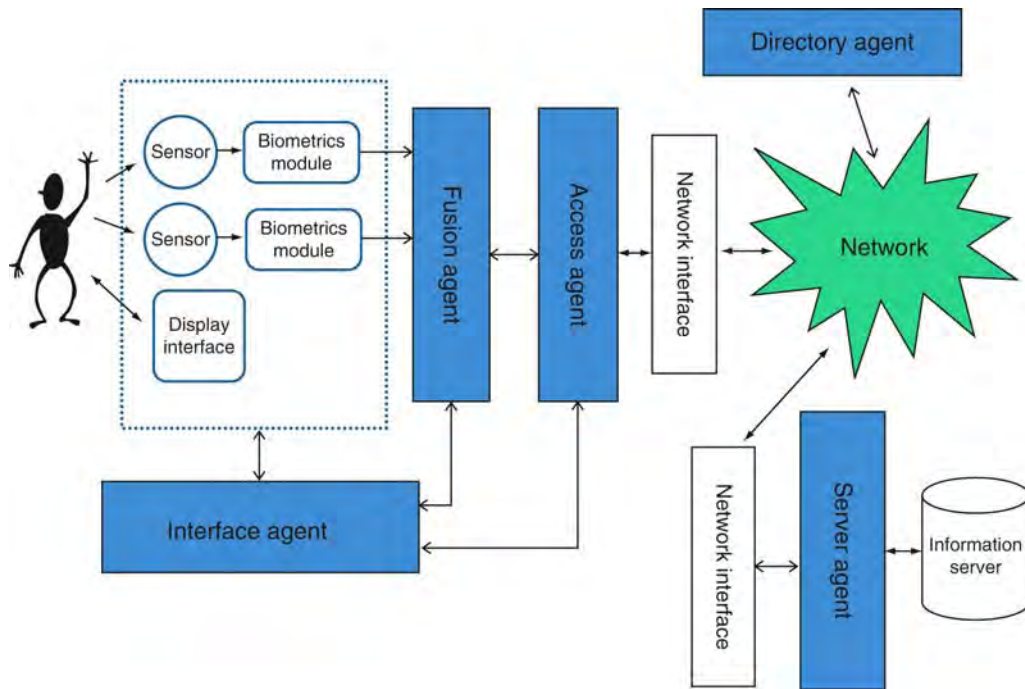 Directory agent
Sensor
Biometrics
module
Fusion agent
Access agent
Network interface
Network
Sensor
Biometrics
module
Display
interface
Interface agent
Network interface
Server agent
Information
server